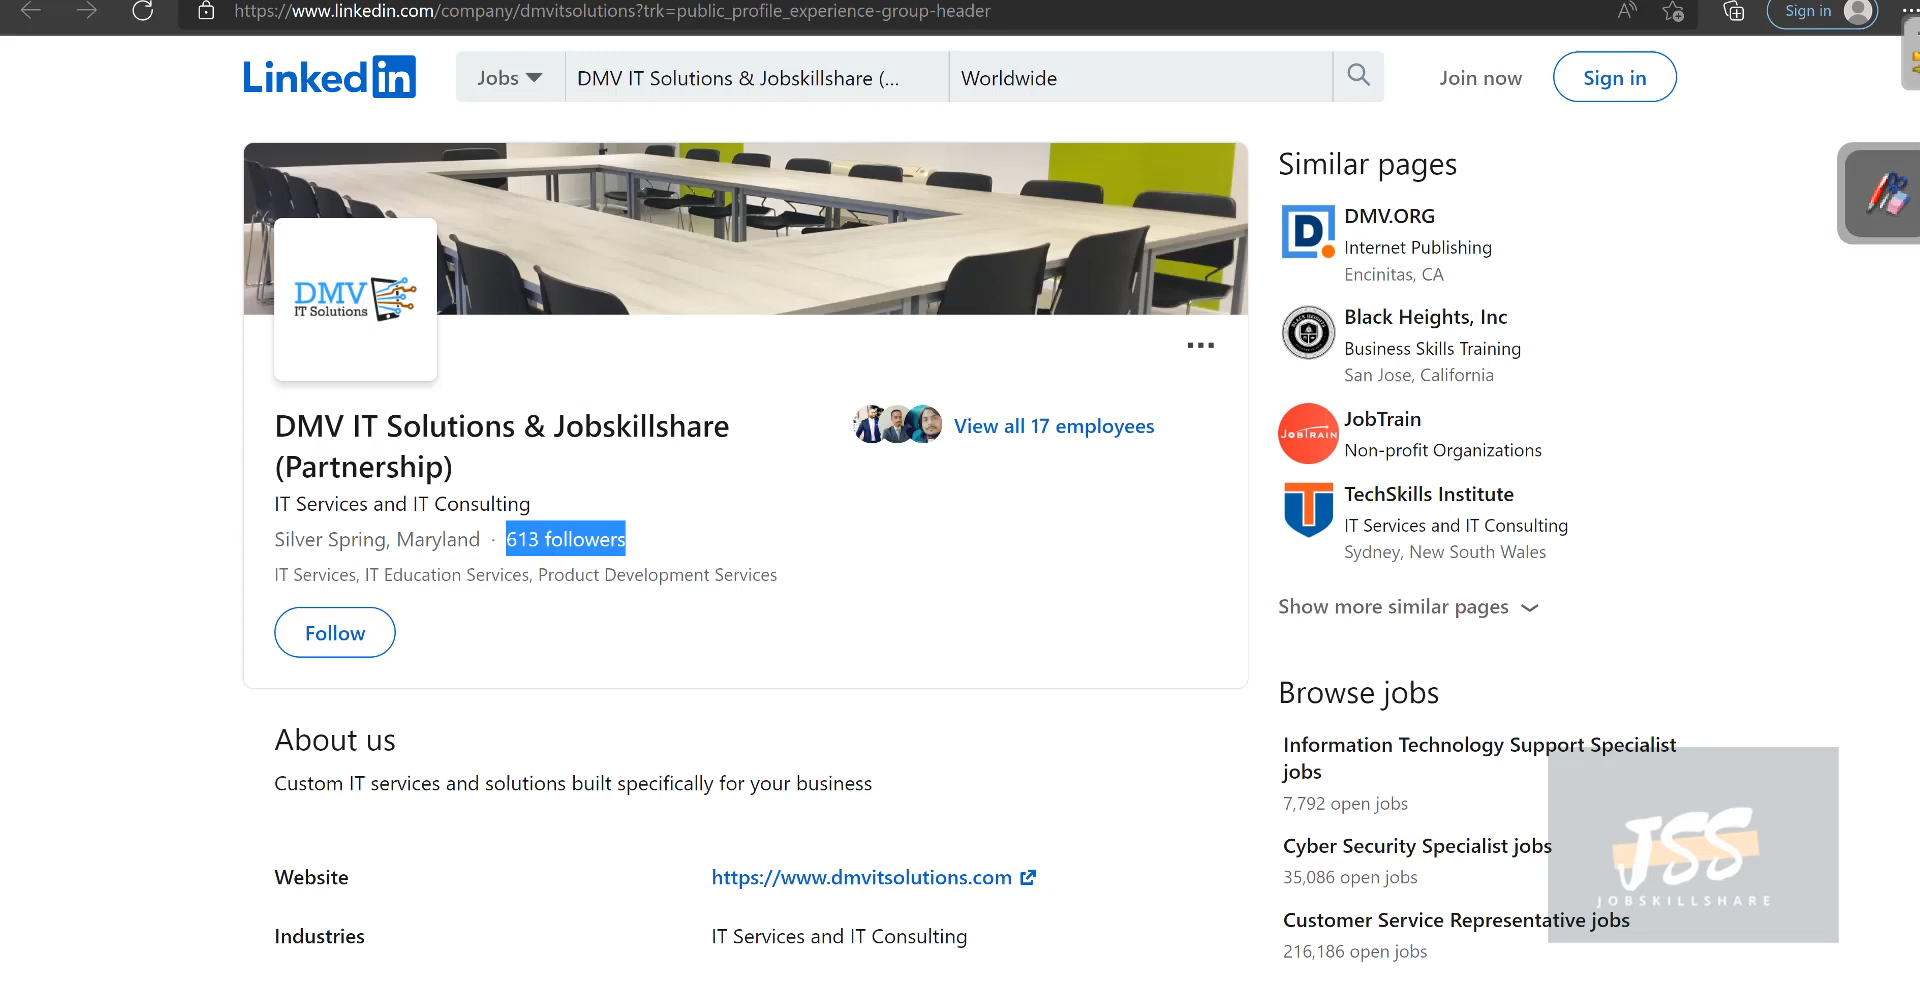 https://www.linkedin.com/company/dmvitsolutions?trk=public_profile_experience-group-header
Sign in
Linkedin
Jobs
DMV IT Solutions & Jobskillshare (...
Worldwide
Join now
Sign in
DMV
IT Solutions
DMV IT Solutions & Jobskillshare
(Partnership)
View all 17 employees
IT Services and IT Consulting
Silver Spring, Maryland · 613 followers
IT Services, IT Education Services, Product Development Services
Follow
About us
Custom IT services and solutions built specifically for your business
Website
https://www.dmvitsolutions.com
Industries
IT Services and IT Consulting
Similar pages
D
DMV.ORG
Internet Publishing
Encinitas, CA
BLACK HEIGHTS
Black Heights, Inc
Business Skills Training
San Jose, California
JOBTRAIN
JobTrain
Non-profit Organizations
T
TechSkills Institute
IT Services and IT Consulting
Sydney, New South Wales
Show more similar pages
Browse jobs
Information Technology Support Specialist
jobs
7,792 open jobs
Cyber Security Specialist jobs
35,086 open jobs
Customer Service Representative jobs
216,186 open jobs
JSS
JOBSKILLSHARE